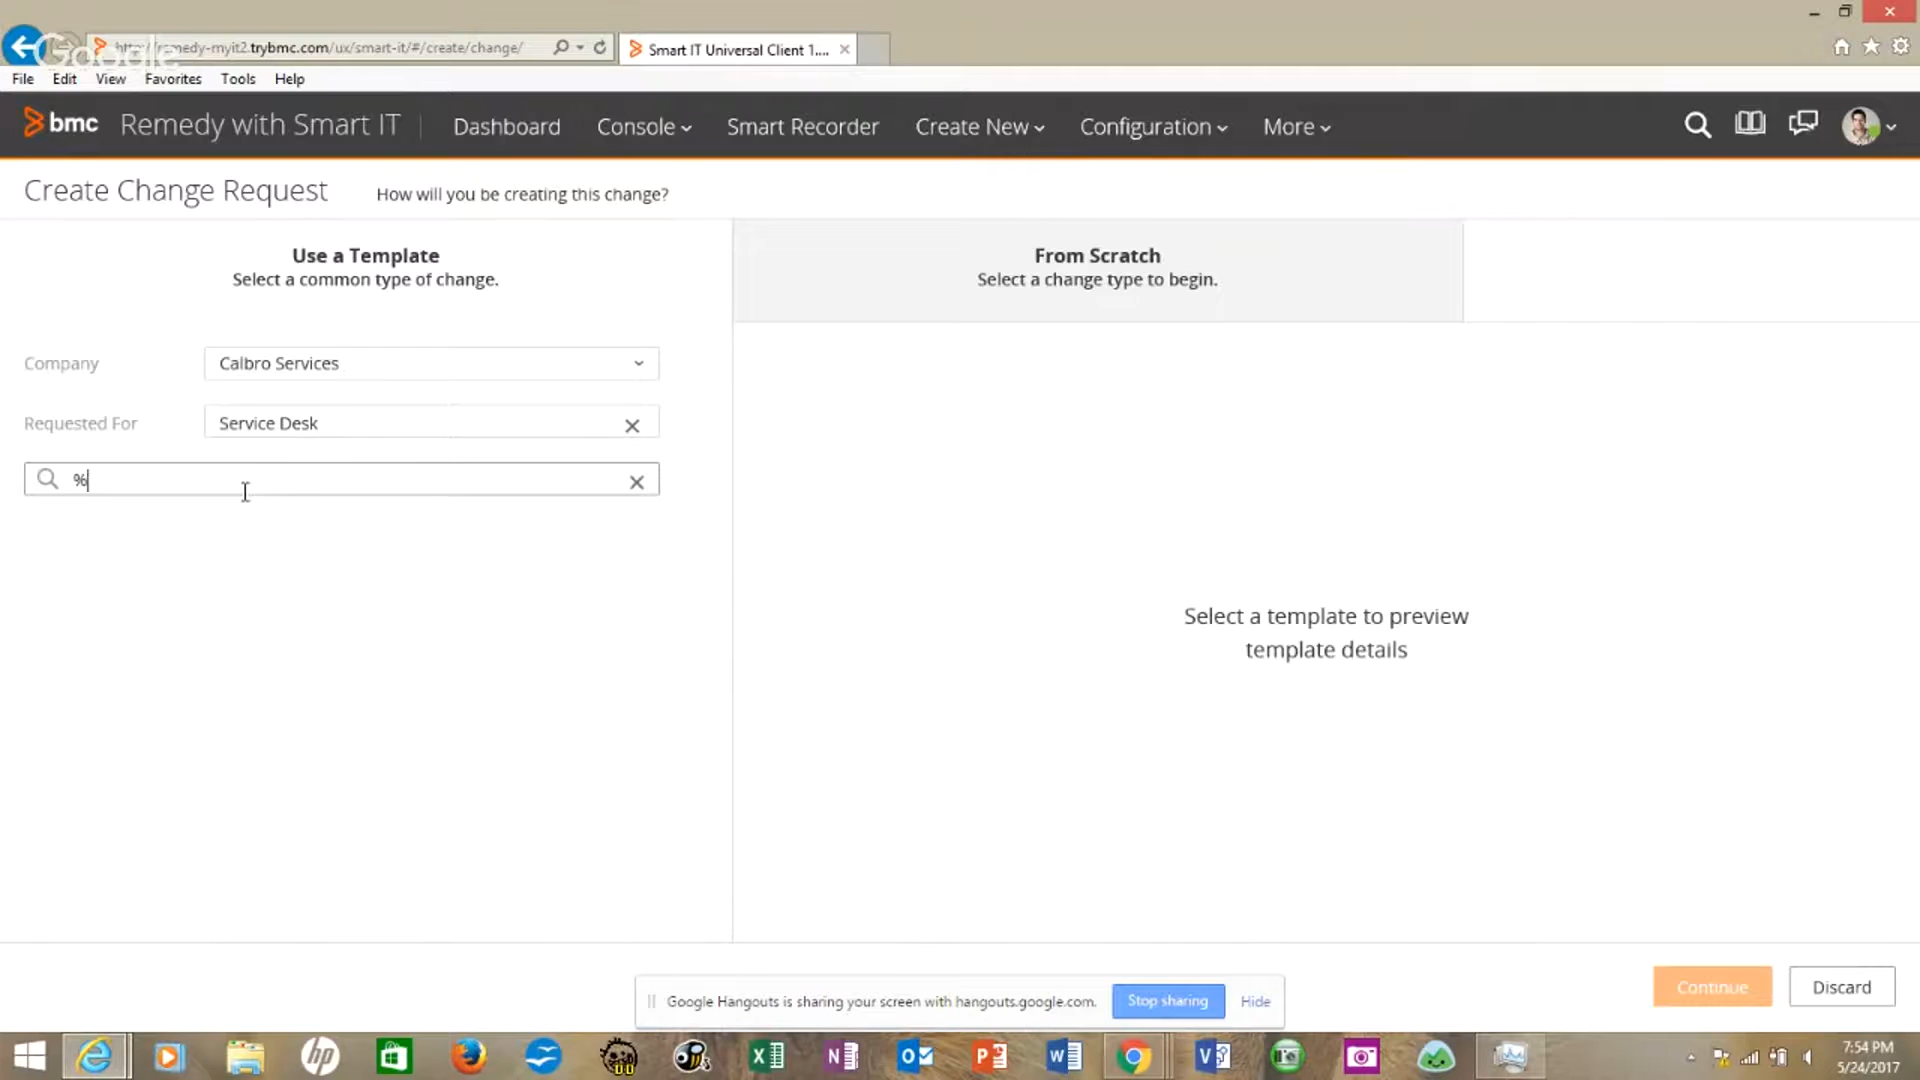 http://remedy-myit2.trybmc.com/ux/smart-it/#/create/change/
Google
Smart IT Universal Client 1....
File Edit View Favorites Tools Help
bmc Remedy with Smart IT Dashboard Console Smart Recorder Create New Configuration More
Create Change Request How will you be creating this change?
Use a Template
Select a common type of change.
From Scratch
Select a change type to begin.
Company Calbro Services
Requested For Service Desk
%
Select a template to preview
template details
Continue Discard
Google Hangouts is sharing your screen with hangouts.google.com. Stop sharing Hide
7:54 PM
5/24/2017